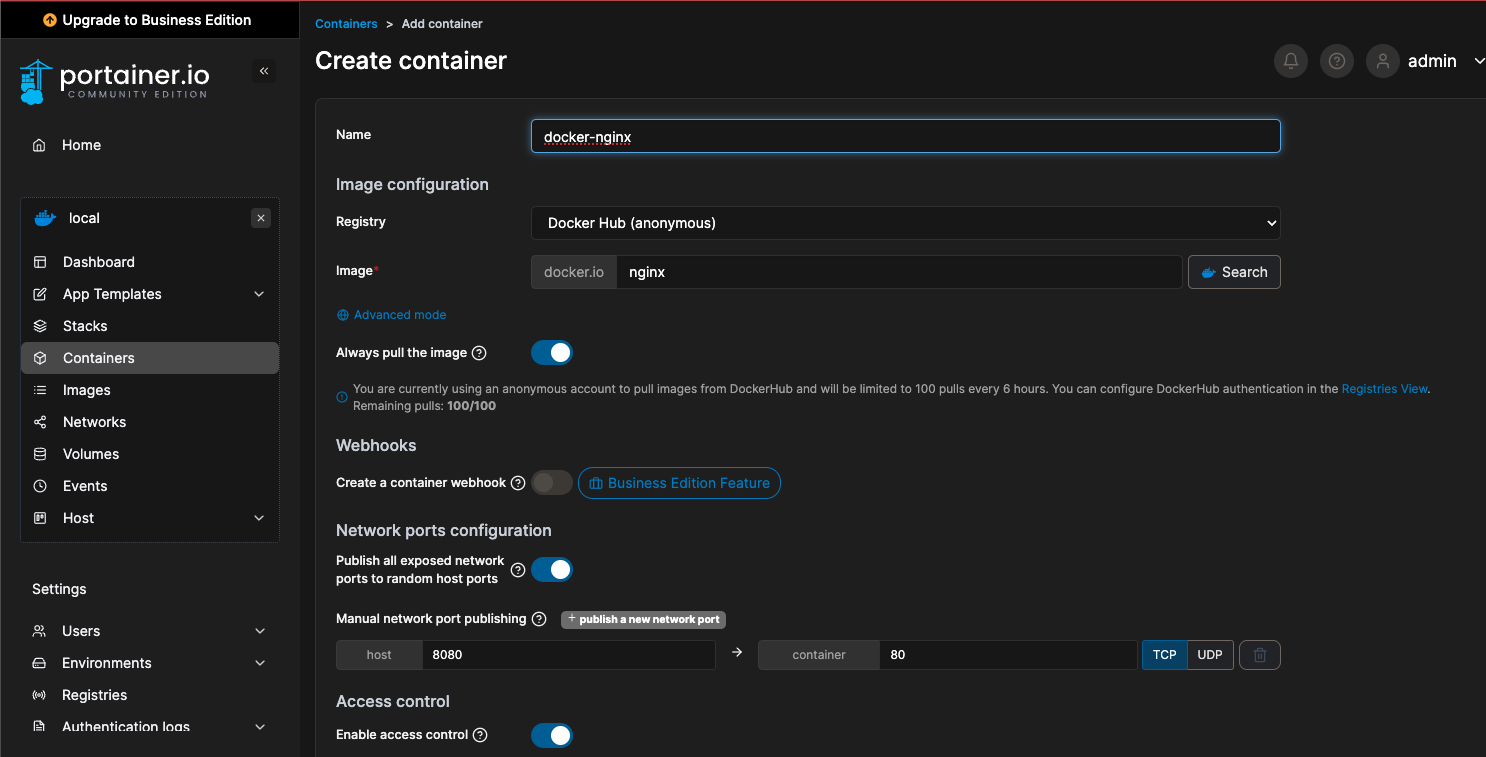 Upgrade to Business Edition
portainer.io
COMMUNITY EDITION
Home
local
Dashboard
App Templates
Stacks
Containers
Images
Networks
Volumes
Events
Host
Settings
Users
Environments
Registries
Authentication logs
Containers > Add container
Create container
admin
Name
docker-nginx
Image configuration
Registry
Docker Hub (anonymous)
Image*
docker.io
nginx
Search
Advanced mode
Always pull the image
You are currently using an anonymous account to pull images from DockerHub and will be limited to 100 pulls every 6 hours. You can configure DockerHub authentication in the Registries View.
Remaining pulls: 100/100
Webhooks
Create a container webhook
Business Edition Feature
Network ports configuration
Publish all exposed network
ports to random host ports
Manual network port publishing
+ publish a new network port
host
8080
→
container
80
TCP
UDP
Access control
Enable access control